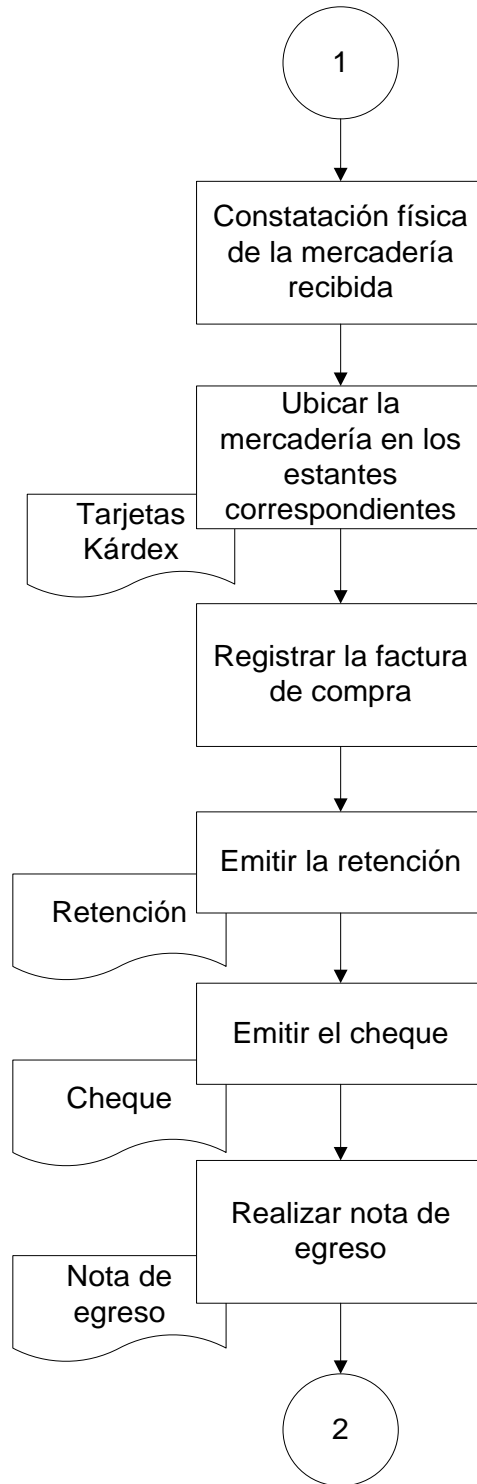 1
Constatación física
de la mercadería
recibida
Ubicar la
mercadería en los
estantes
correspondientes
Tarjetas
Kárdex
Registrar la factura
de compra
Emitir la retención
Retención
Emitir el cheque
Cheque
Realizar nota de
egreso
Nota de
egreso
2